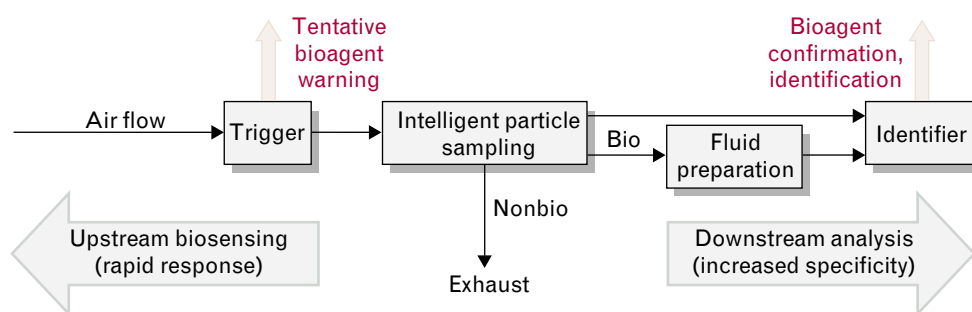 Tentative
bioagent
warning
Bioagent
confirmation,
identification
Air flow
Trigger
Intelligent particle
sampling
Bio
Fluid
preparation
Identifier
Nonbio
Exhaust
Upstream biosensing
(rapid response)
Downstream analysis
(increased specificity)